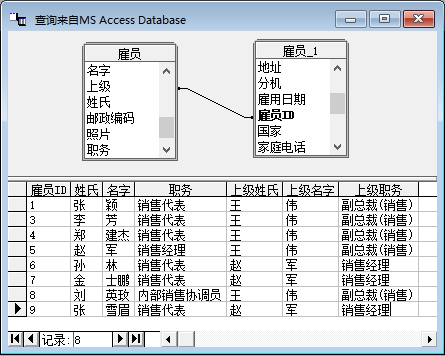 查询来自MS Access Database
雇员
名字
上级
姓氏
邮政编码
照片
职务
雇员_1
地址
分机
雇用日期
雇员ID
国家
家庭电话
雇员ID 姓氏 名字 职务 上级姓氏 上级名字 上级职务
1 张 颖 销售代表 王 伟 副总裁(销售)
3 李 芳 销售代表 王 伟 副总裁(销售)
4 郑 建杰 销售代表 王 伟 副总裁(销售)
5 赵 军 销售经理 王 伟 副总裁(销售)
6 孙 林 销售代表 赵 军 销售经理
7 金 士鹏 销售代表 赵 军 销售经理
8 刘 英玫 内部销售协调员 王 伟 副总裁(销售)
9 张 雪眉 销售代表 赵 军 销售经理
记录: 8